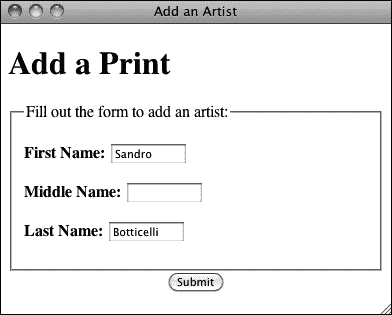 Add an Artist
Add a Print
Fill out the form to add an artist:
First Name: Sandro
Middle Name:
Last Name: Botticelli
Submit